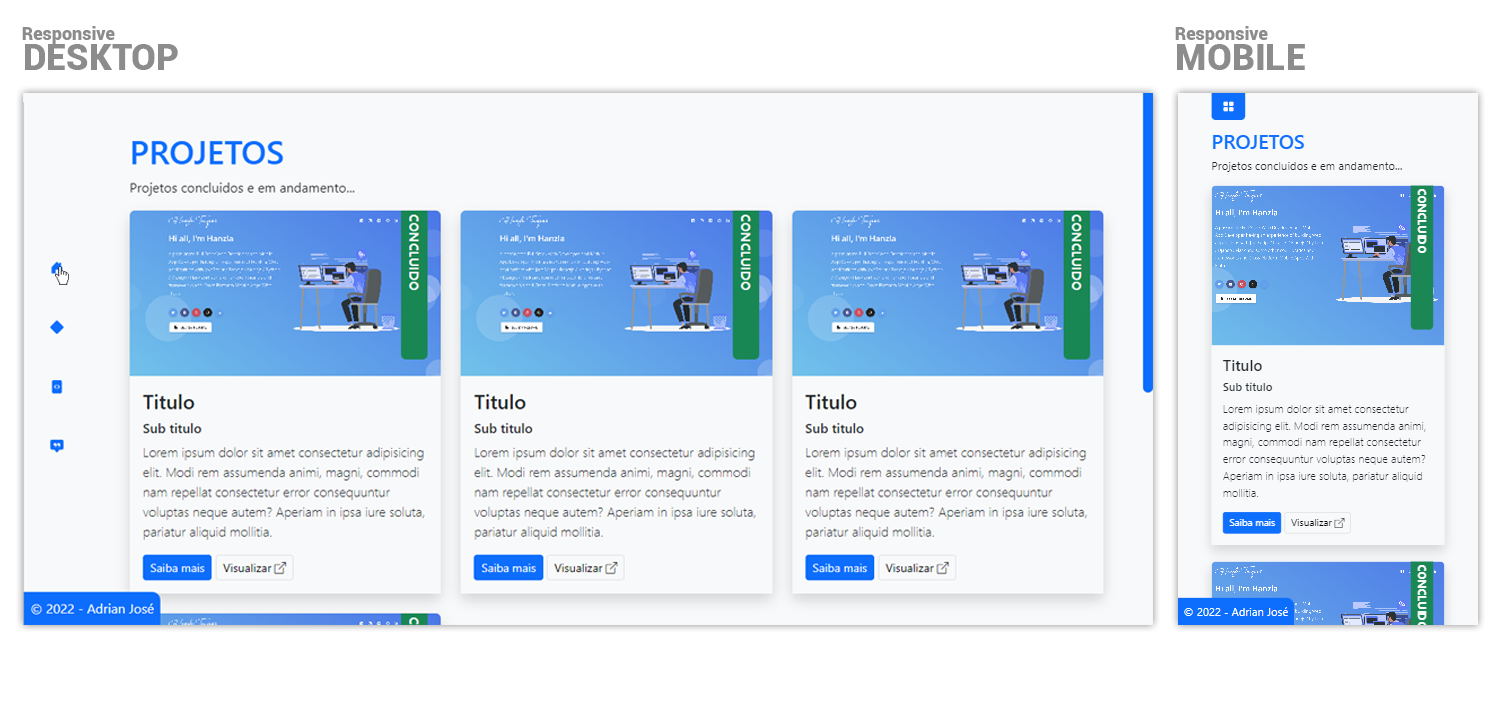 Responsive
DESKTOP
PROJETOS
Projetos concluidos e em andamento...
Hi all, I'm Hanzla
CONCLUIDO
Titulo
Sub titulo
Lorem ipsum dolor sit amet consectetur adipisicing
elit. Modi rem assumenda animi, magni, commodi
nam repellat consectetur error consequuntur
voluptas neque autem? Aperiam in ipsa iure soluta,
pariatur aliquid mollitia.
Saiba mais
Visualizar
Hi all, I'm Hanzla
CONCLUIDO
Titulo
Sub titulo
Lorem ipsum dolor sit amet consectetur adipisicing
elit. Modi rem assumenda animi, magni, commodi
nam repellat consectetur error consequuntur
voluptas neque autem? Aperiam in ipsa iure soluta,
pariatur aliquid mollitia.
Saiba mais
Visualizar
Hi all, I'm Hanzla
CONCLUIDO
Titulo
Sub titulo
Lorem ipsum dolor sit amet consectetur adipisicing
elit. Modi rem assumenda animi, magni, commodi
nam repellat consectetur error consequuntur
voluptas neque autem? Aperiam in ipsa iure soluta,
pariatur aliquid mollitia.
Saiba mais
Visualizar
© 2022 - Adrian José
Responsive
MOBILE
PROJETOS
Projetos concluidos e em andamento...
Hi all, I'm Hanzla
CONCLUIDO
Titulo
Sub titulo
Lorem ipsum dolor sit amet consectetur
adipisicing elit. Modi rem assumenda animi,
magni, commodi nam repellat consectetur
error consequuntur voluptas neque autem?
Aperiam in ipsa iure soluta, pariatur aliquid
mollitia.
Saiba mais
Visualizar
Hi all, I'm Hanzla
CONCLUIDO
© 2022 - Adrian José